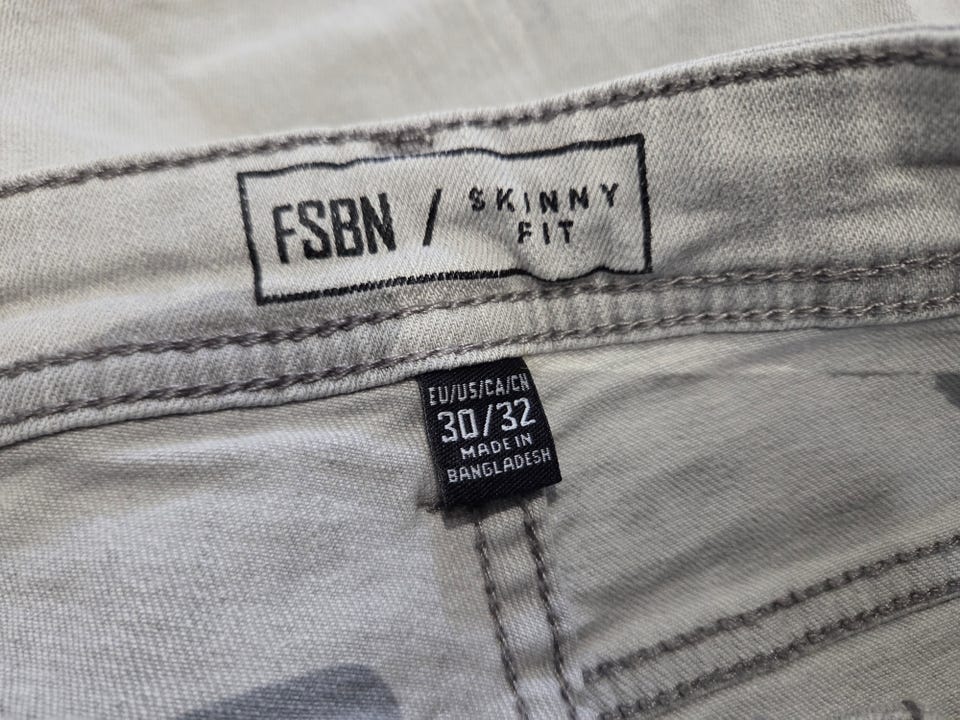 FSBN / SKINNY
FIT
EU/US/CA/CN
30/32
MADE IN
BANGLADESH